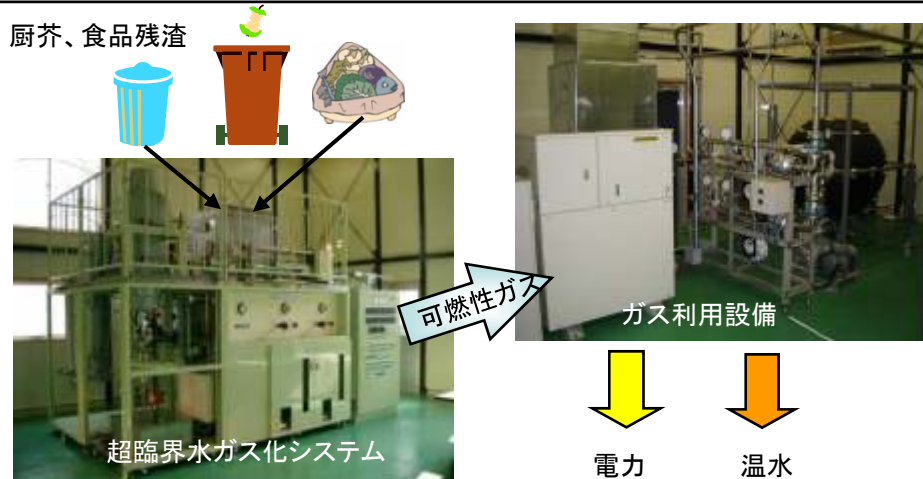 厨芥、食品残渣
可燃性ガス
ガス利用設備
超臨界水ガス化システム
電力
温水